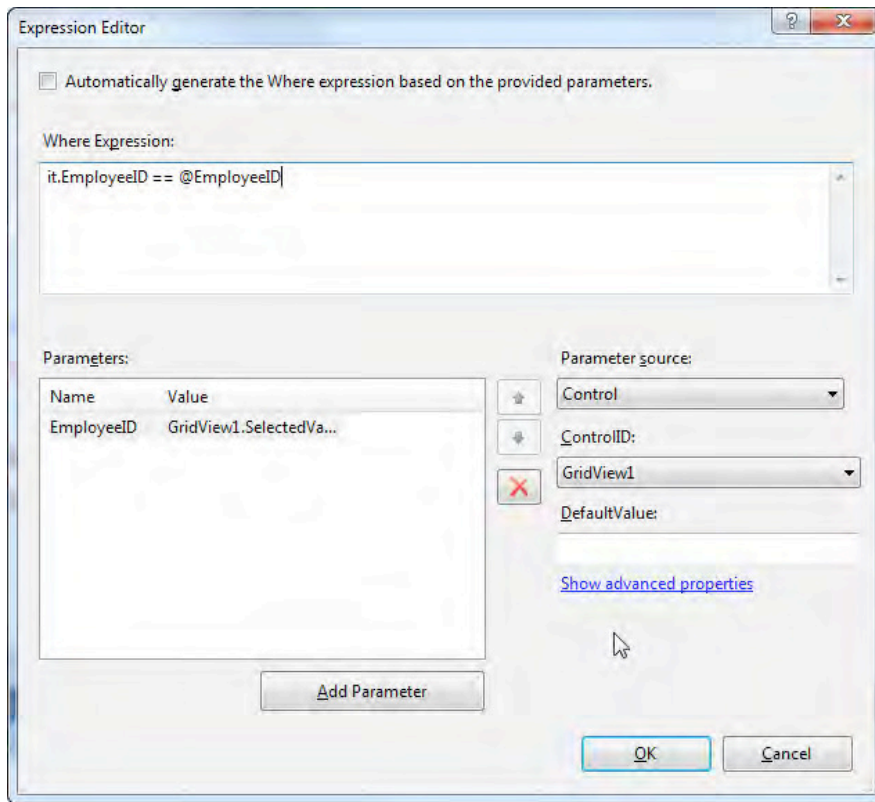 Expression Editor
Automatically generate the Where expression based on the provided parameters.
Where Expression:
it.EmployeeID == @EmployeeID
Parameters:
Name Value
EmployeeID GridView1.SelectedVa...
Parameter source:
Control
ControlID:
GridView1
DefaultValue:
Show advanced properties
Add Parameter
OK Cancel